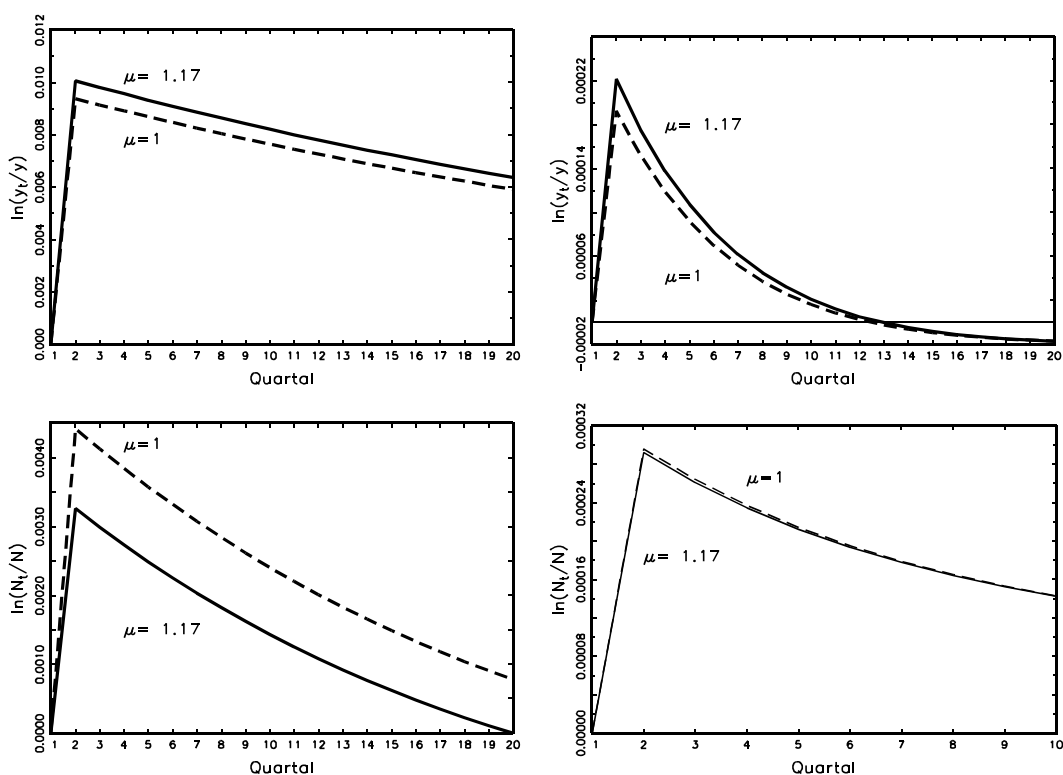 ln(y_t/y)
0.012
0.010
0.008
0.006
0.004
0.002
0.000
μ= 1.17
μ=1
1 2 3 4 5 6 7 8 9 10 11 12 13 14 15 16 17 18 19 20
Quartal
ln(y_t/y)
0.00022
0.00014
0.00006
-0.00002
μ= 1.17
μ=1
1 2 3 4 5 6 7 8 9 10 11 12 13 14 15 16 17 18 19 20
Quartal
ln(N_t/N)
0.0040
0.0030
0.0020
0.0010
0.0000
μ=1
μ= 1.17
1 2 3 4 5 6 7 8 9 10 11 12 13 14 15 16 17 18 19 20
Quartal
ln(N_t/N)
0.00032
0.00024
0.00016
0.00008
0.00000
μ=1
μ= 1.17
1 2 3 4 5 6 7 8 9 10
Quartal